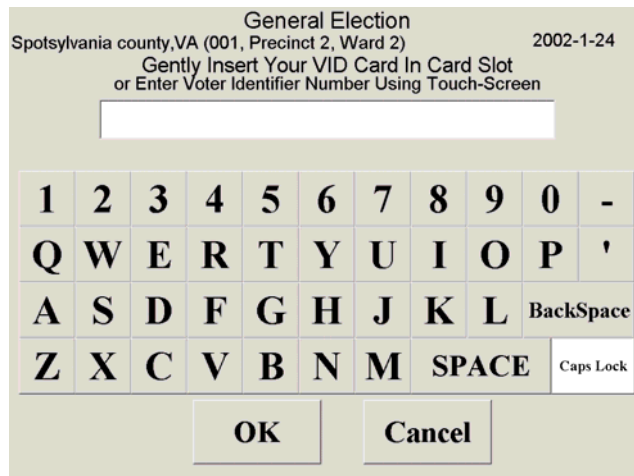 General Election
Spotsylvania county,VA (001, Precinct 2, Ward 2) 2002-1-24
Gently Insert Your VID Card In Card Slot
or Enter Voter Identifier Number Using Touch-Screen
1 2 3 4 5 6 7 8 9 0 -
Q W E R T Y U I O P '
A S D F G H J K L BackSpace
Z X C V B N M SPACE Caps Lock
OK Cancel